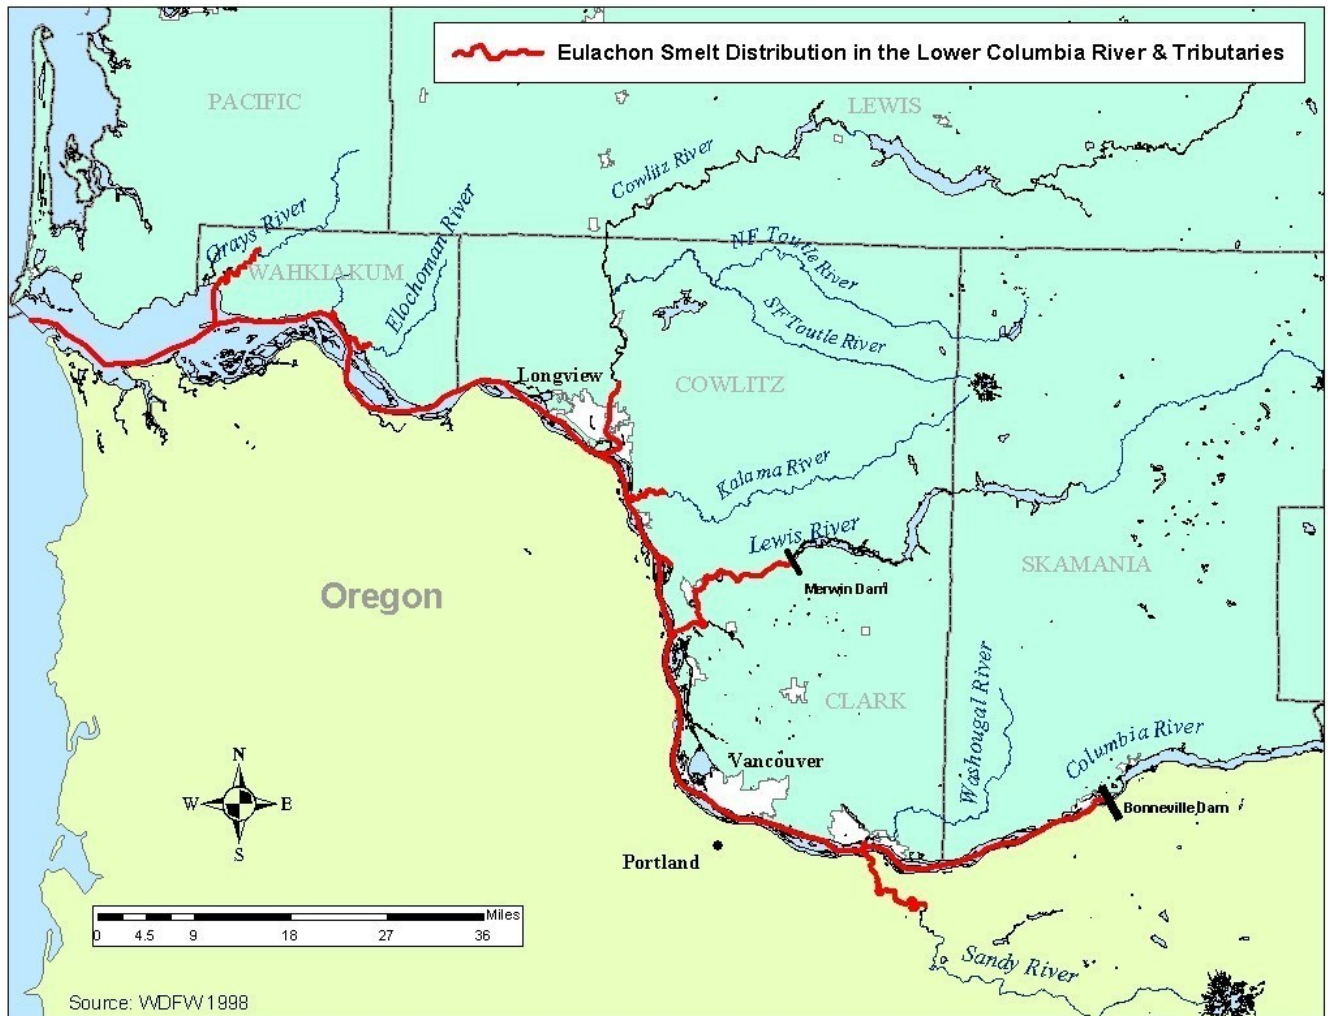 Eulachon Smelt Distribution in the Lower Columbia River & Tributaries
PACIFIC
LEWIS
Cowlitz River
Grays River
Elochoman River
NF Toutle River
WAHKIAKUM
SF Toutle River
Longview
COWLITZ
Kalama River
Lewis River
SKAMANIA
Merwin Dam
Oregon
CLARK
Washougal River
Columbia River
Vancouver
N
W
E
S
Bonneville Dam
Portland
Miles
0 4.5 9 18 27 36
Sandy River
Source: WDFW 1998